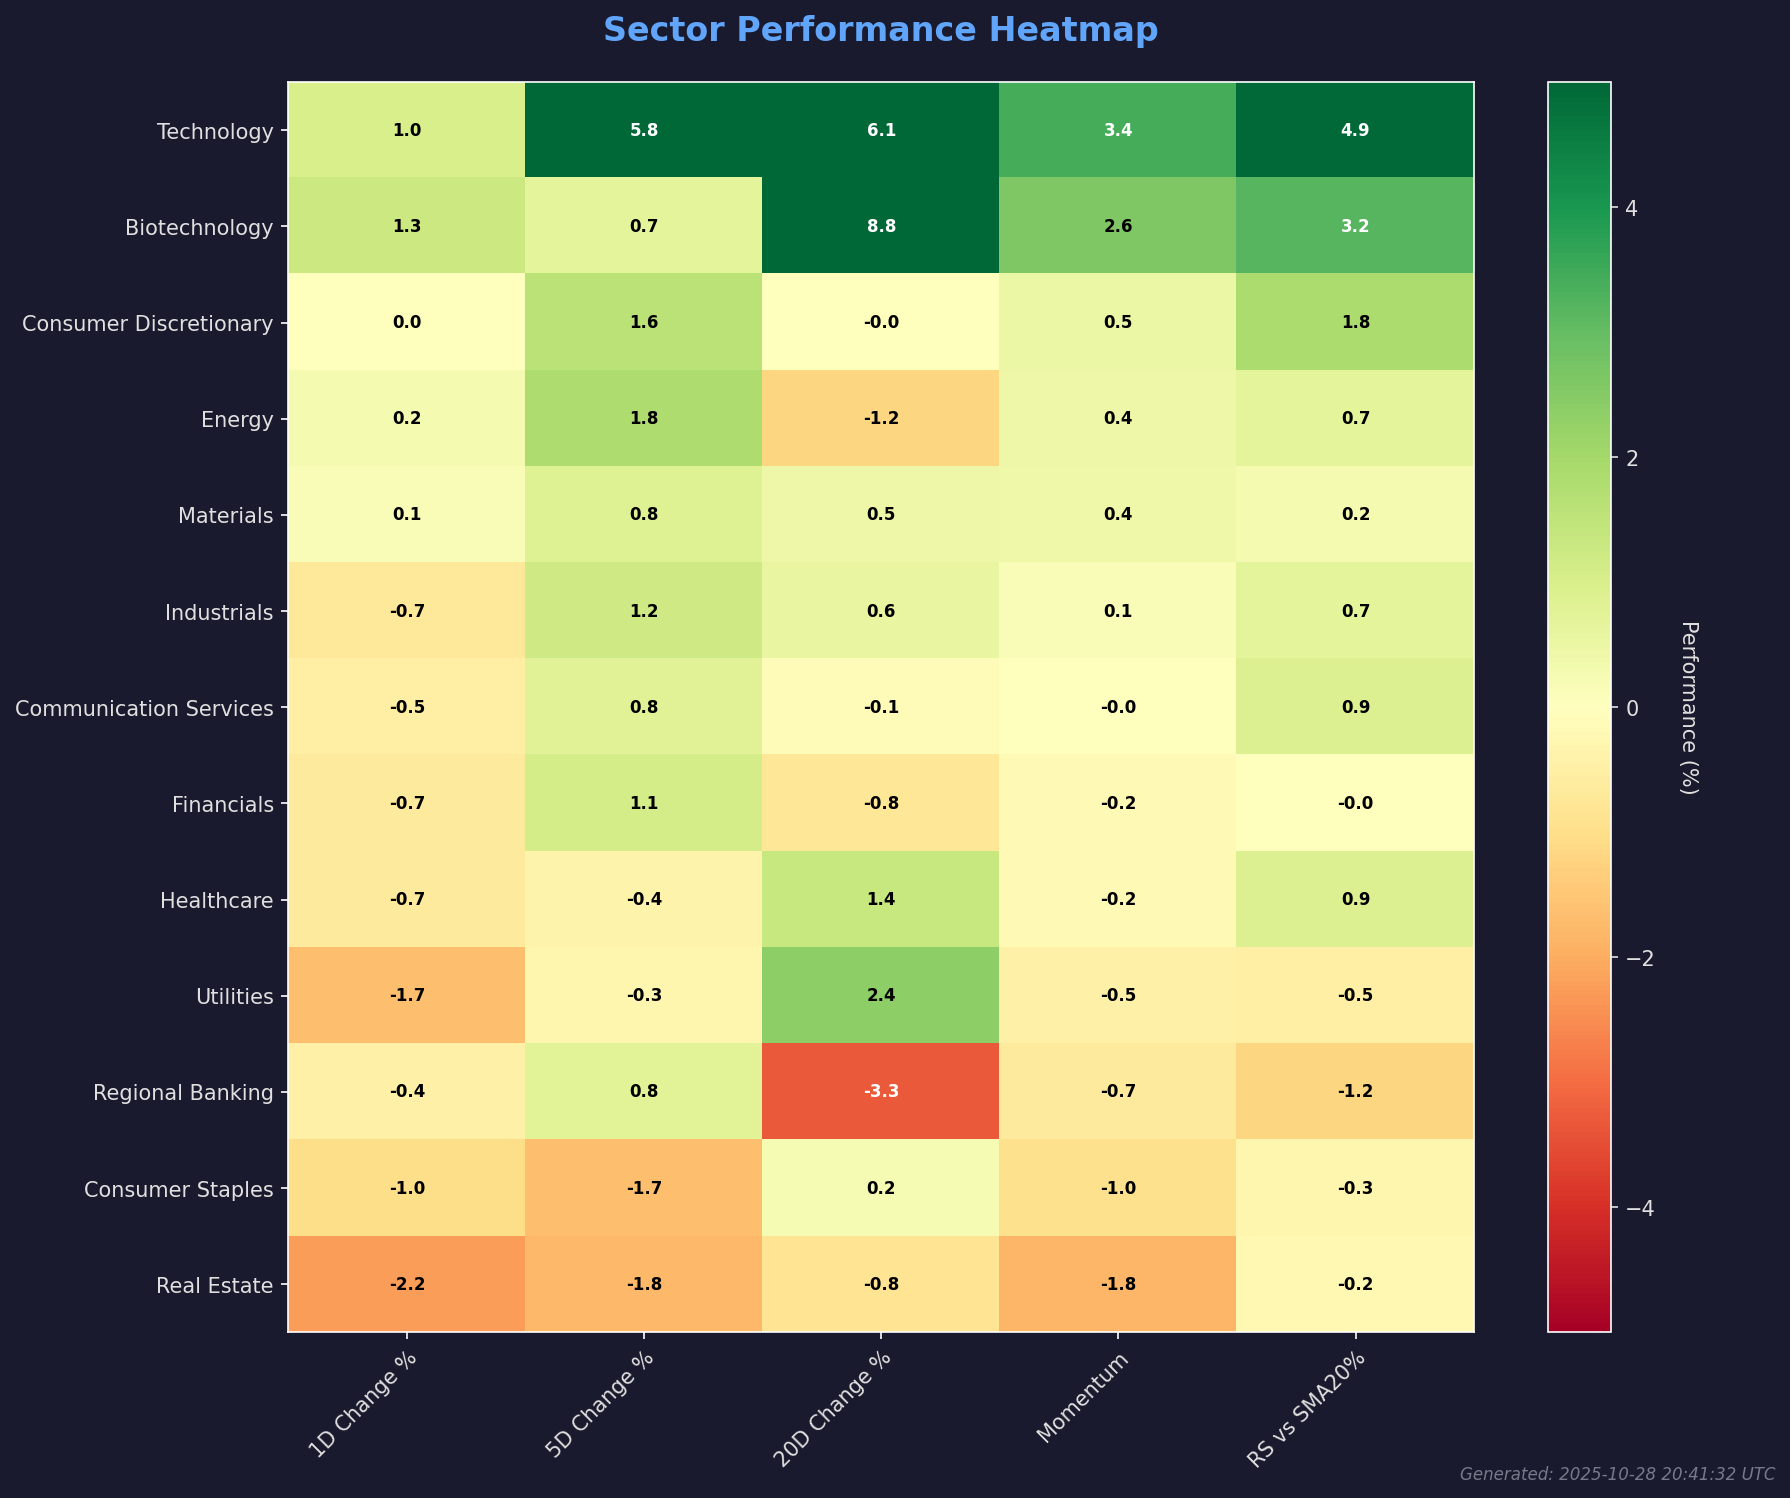 Sector Performance Heatmap
Technology 1.0 5.8 6.1 3.4 4.9
Biotechnology 1.3 0.7 8.8 2.6 3.2
Consumer Discretionary 0.0 1.6 -0.0 0.5 1.8
Energy 0.2 1.8 -1.2 0.4 0.7
Materials 0.1 0.8 0.5 0.4 0.2
Industrials -0.7 1.2 0.6 0.1 0.7
Communication Services -0.5 0.8 -0.1 -0.0 0.9
Financials -0.7 1.1 -0.8 -0.2 -0.0
Healthcare -0.7 -0.4 1.4 -0.2 0.9
Utilities -1.7 -0.3 2.4 -0.5 -0.5
Regional Banking -0.4 0.8 -3.3 -0.7 -1.2
Consumer Staples -1.0 -1.7 0.2 -1.0 -0.3
Real Estate -2.2 -1.8 -0.8 -1.8 -0.2
1D Change % 5D Change % 20D Change % Momentum RS vs SMA20%
4
2
0
−2
−4
Performance (%)
Generated: 2025-10-28 20:41:32 UTC